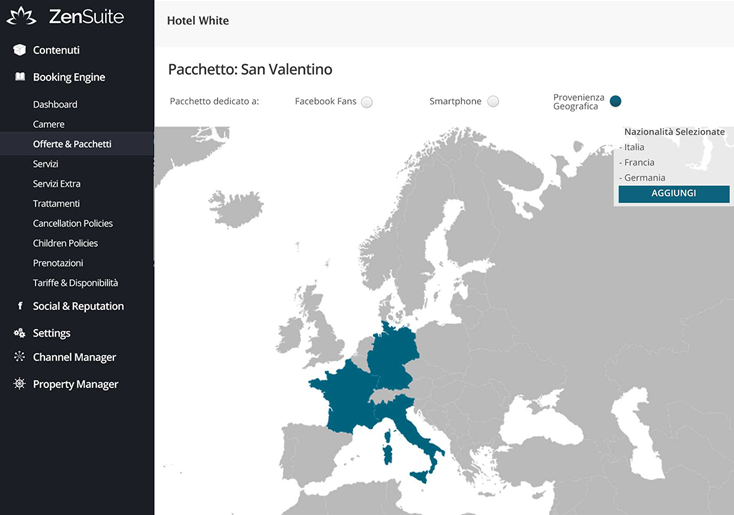 ZenSuite
Hotel White
Contenuti
Booking Engine
Dashboard
Camere
Offerte & Pacchetti
Servizi
Servizi Extra
Trattamenti
Cancellation Policies
Children Policies
Prenotazioni
Tariffe & Disponibilità
Social & Reputation
Settings
Channel Manager
Property Manager
Pacchetto: San Valentino
Pacchetto dedicato a:
Facebook Fans
Smartphone
Provenienza
Geografica
Nazionalità Selezionate
- Italia
- Francia
- Germania
AGGIUNGI